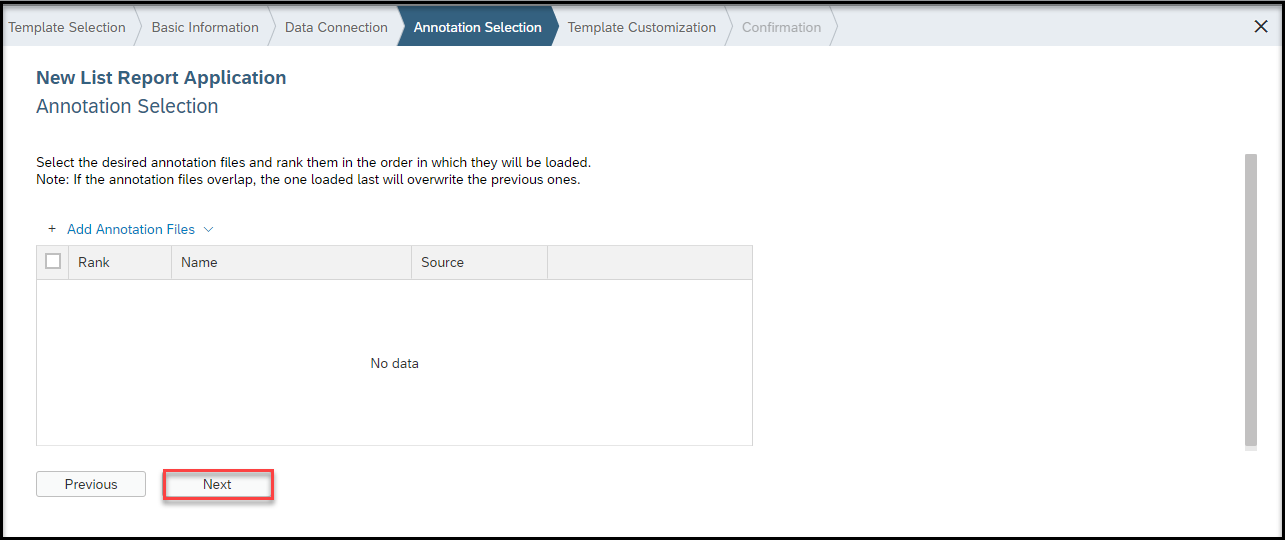 Template Selection
Basic Information
Data Connection
Annotation Selection
Template Customization
Confirmation
New List Report Application
Annotation Selection
Select the desired annotation files and rank them in the order in which they will be loaded.
Note: If the annotation files overlap, the one loaded last will overwrite the previous ones.
+ Add Annotation Files
Rank
Name
Source
No data
Previous
Next